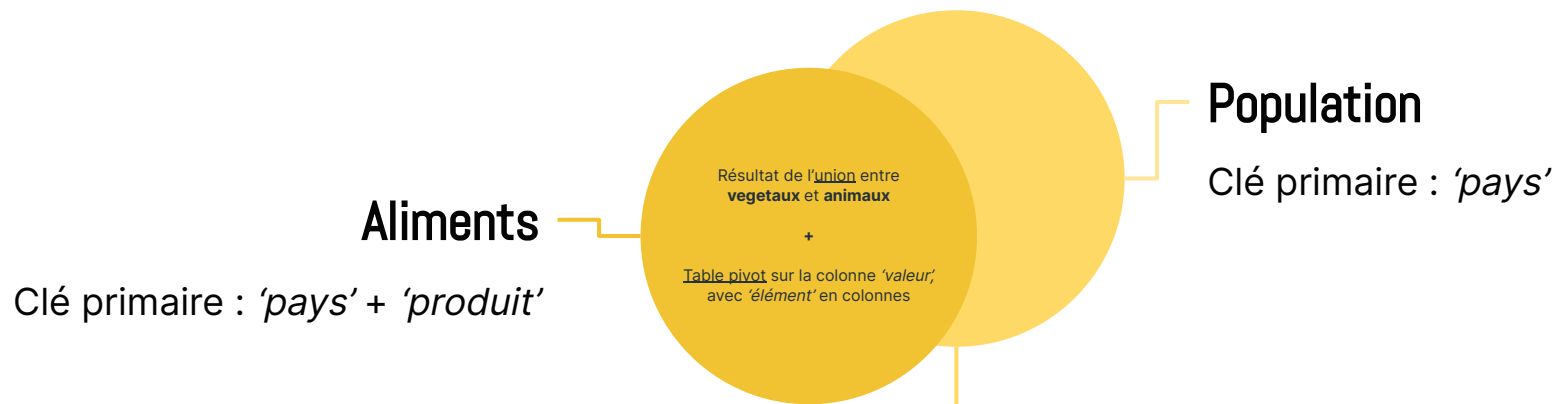 Population
Clé primaire : ‘pays’
Résultat de l’union entre
vegetaux et animaux
+
Table pivot sur la colonne ‘valeur’,
avec ‘élément’ en colonnes
Aliments
Clé primaire : ‘pays’ + ‘produit’